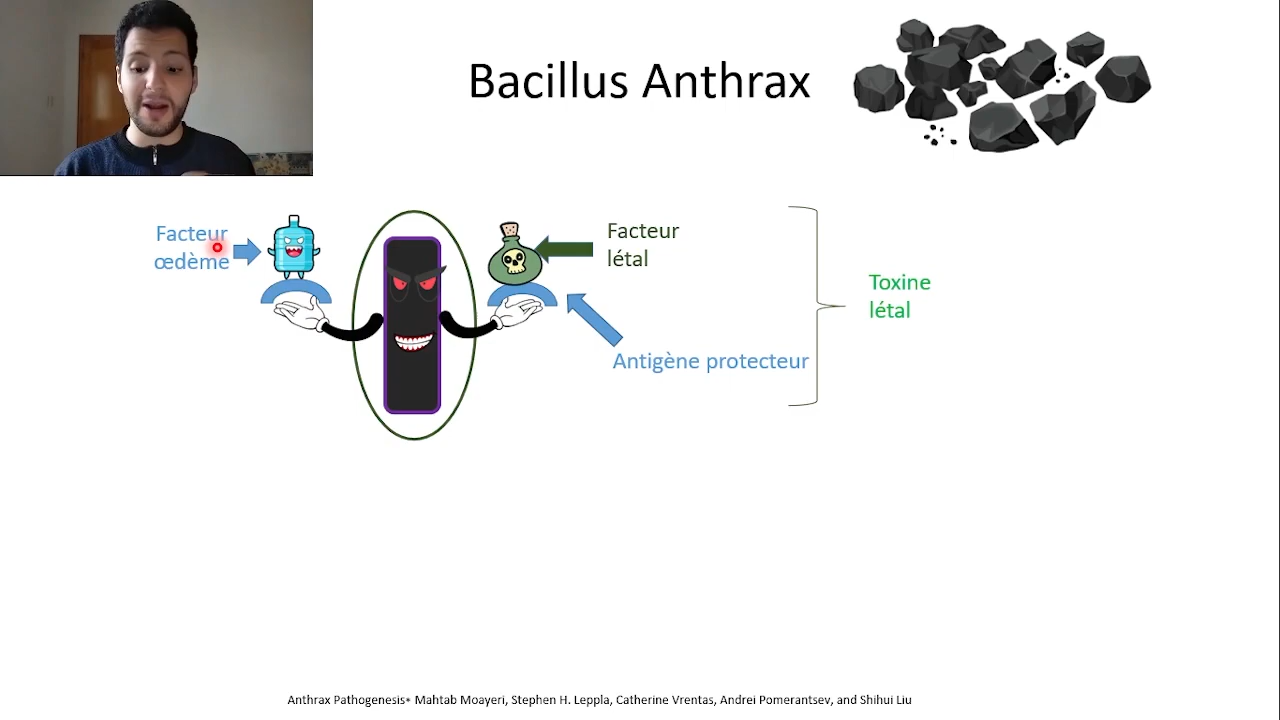 Bacillus Anthrax
Facteur
œdème
Facteur
létal
Toxine
létal
Antigène protecteur
Anthrax Pathogenesis* Mahtab Moayeri, Stephen H. Leppla, Catherine Vrentas, Andrei Pomerantsev, and Shihui Liu